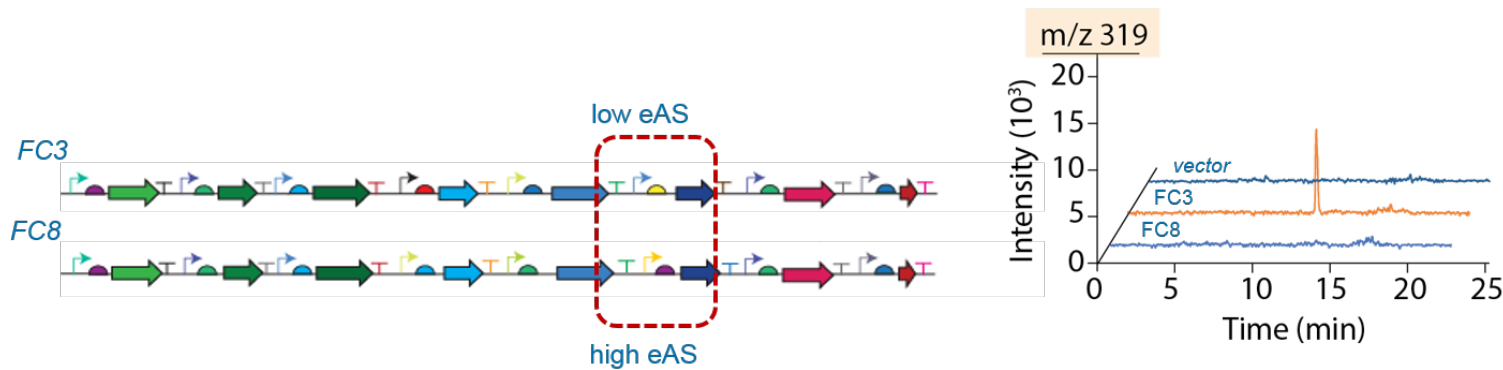 low eAS
FC3
FC8
high eAS
m/z 319
Intensity (10³)
20
15
10
5
0
vector
FC3
FC8
0 5 10 15 20 25
Time (min)